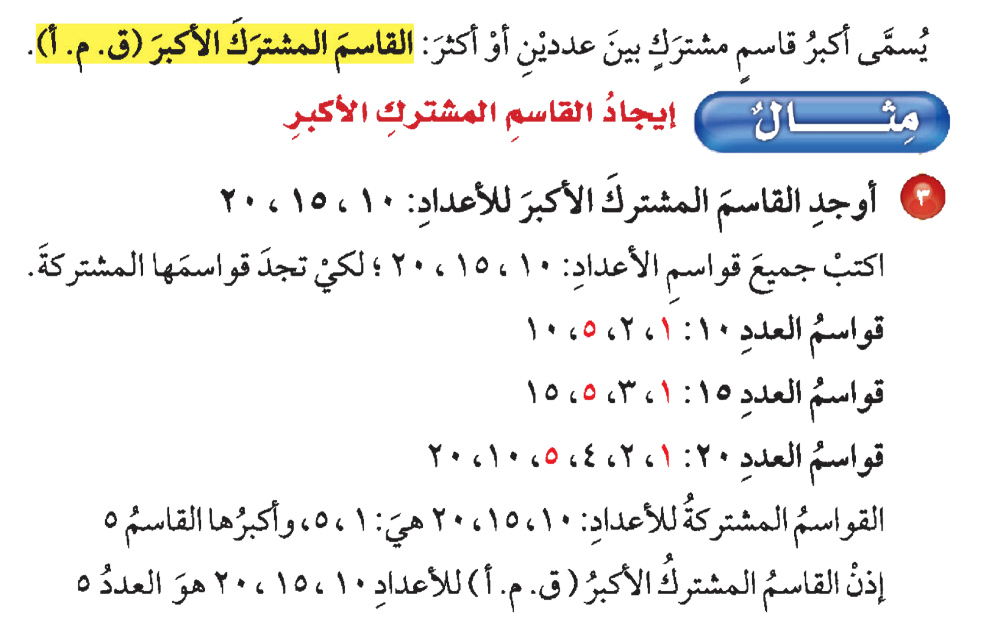 يُسمَّى أكبرُ قاسمٍ مشترَكٍ بينَ عدديْنِ أوْ أكثرَ: القاسمَ المشترَكَ الأكبرَ (ق. م. أ).
مِثـــالٌ إيجادُ القاسمِ المشتركِ الأكبرِ
٣ أوجدِ القاسمَ المشتركَ الأكبرَ للأعدادِ: ١٠ ، ١٥ ، ٢٠
اكتبْ جميعَ قواسمِ الأعدادِ: ١٠ ، ١٥ ، ٢٠ ؛ لكيْ تجدَ قواسمَها المشتركةَ.
قواسمُ العددِ ١٠: ١، ٢، ٥، ١٠
قواسمُ العددِ ١٥: ١، ٣، ٥، ١٥
قواسمُ العددِ ٢٠: ١، ٢، ٤، ٥، ١٠، ٢٠
القواسمُ المشتركةُ للأعدادِ: ١٠، ١٥، ٢٠ هيَ: ١ ، ٥، وأكبرُها القاسمُ ٥
إذنْ القاسمُ المشتركُ الأكبرُ ( ق. م. أ ) للأعدادِ ١٠ ، ١٥ ، ٢٠ هوَ العددُ ٥